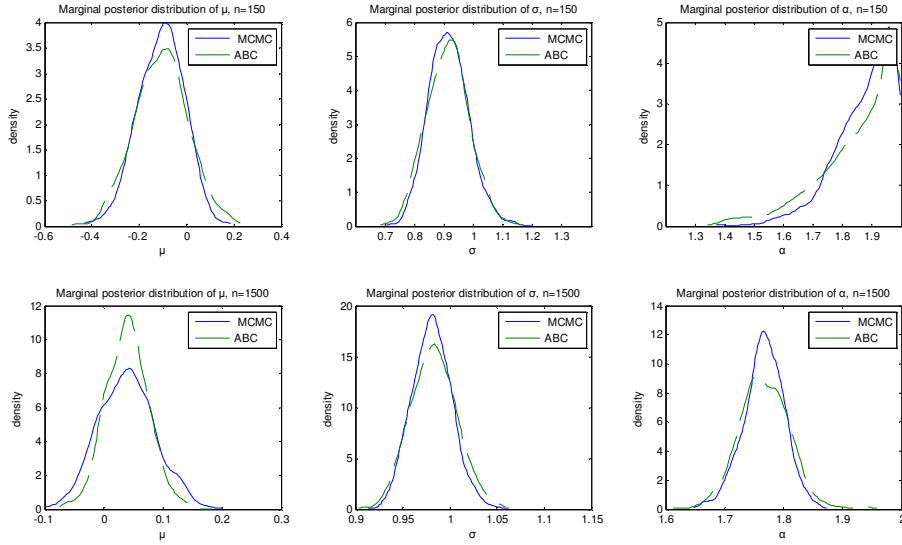 Marginal posterior distribution of μ, n=150
4
3.5
3
2.5
2
1.5
1
0.5
0
-0.6
-0.4
-0.2
0
0.2
0.4
density
μ
MCMC
ABC
Marginal posterior distribution of σ, n=150
6
5
4
3
2
1
0
0.7
0.8
0.9
1
1.1
1.2
1.3
density
σ
MCMC
ABC
Marginal posterior distribution of α, n=150
5
4
3
2
1
0
1.3
1.4
1.5
1.6
1.7
1.8
1.9
density
α
MCMC
ABC
Marginal posterior distribution of μ, n=1500
12
10
8
6
4
2
0
-0.1
0
0.1
0.2
0.3
density
μ
MCMC
ABC
Marginal posterior distribution of σ, n=1500
20
15
10
5
0
0.9
0.95
1
1.05
1.1
1.15
density
σ
MCMC
ABC
Marginal posterior distribution of α, n=1500
14
12
10
8
6
4
2
0
1.6
1.7
1.8
1.9
2
density
α
MCMC
ABC